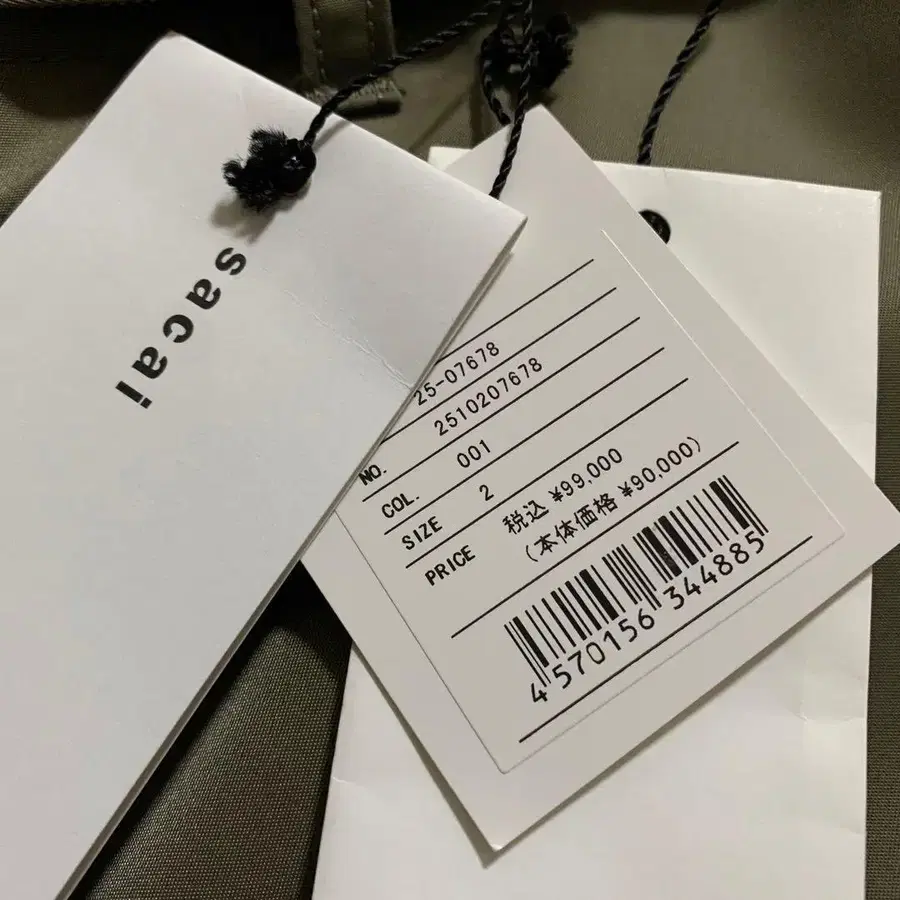 sacai
25-07678
NO. 2510207678
COL. 001
SIZE 2
PRICE 税込 ¥99,000
(本体価格 ¥90,000)
4 570156 344885